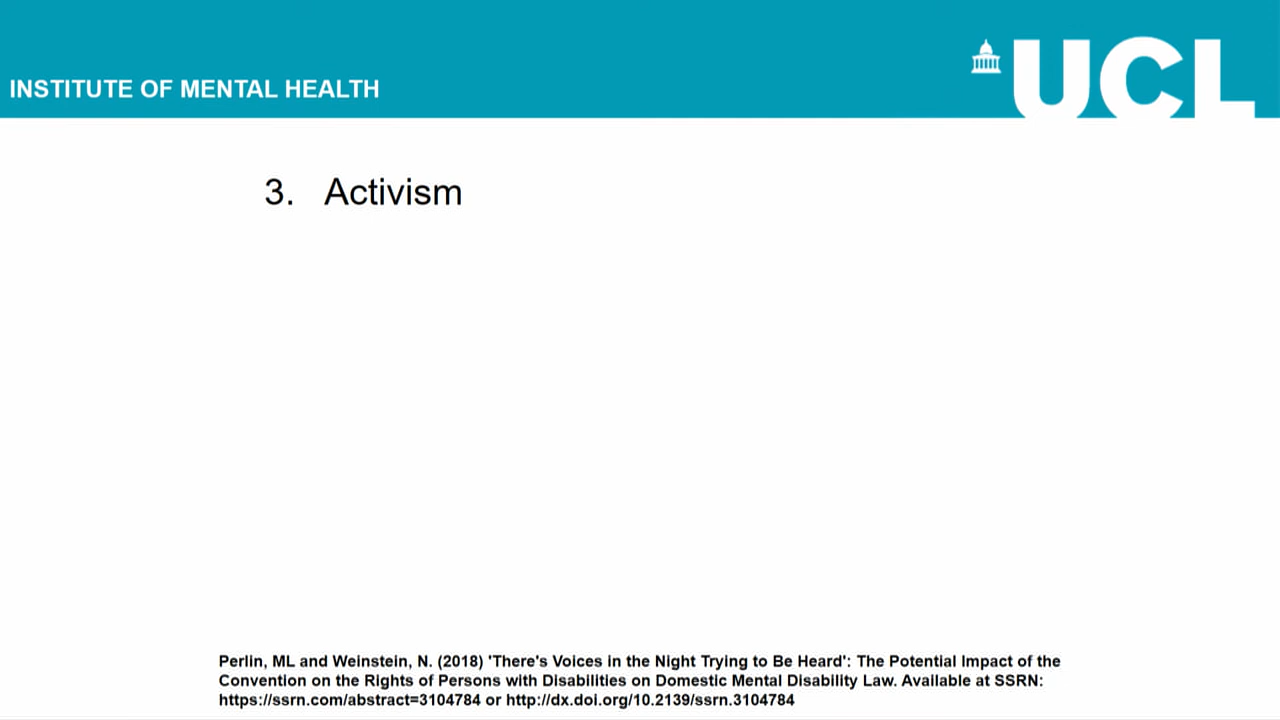 INSTITUTE OF MENTAL HEALTH
UCL
3. Activism
Perlin, ML and Weinstein, N. (2018) 'There's Voices in the Night Trying to Be Heard': The Potential Impact of the
Convention on the Rights of Persons with Disabilities on Domestic Mental Disability Law. Available at SSRN:
https://ssrn.com/abstract=3104784 or http://dx.doi.org/10.2139/ssrn.3104784